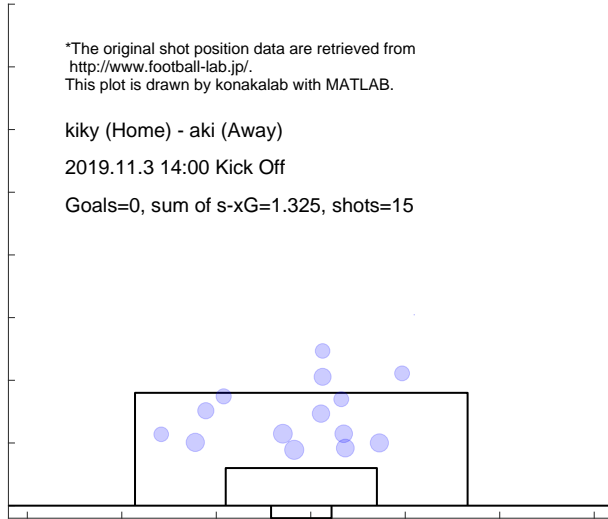 *The original shot position data are retrieved from
http://www.football-lab.jp/.
This plot is drawn by konakalab with MATLAB.
kiky (Home) - aki (Away)
2019.11.3 14:00 Kick Off
Goals=0, sum of s-xG=1.325, shots=15